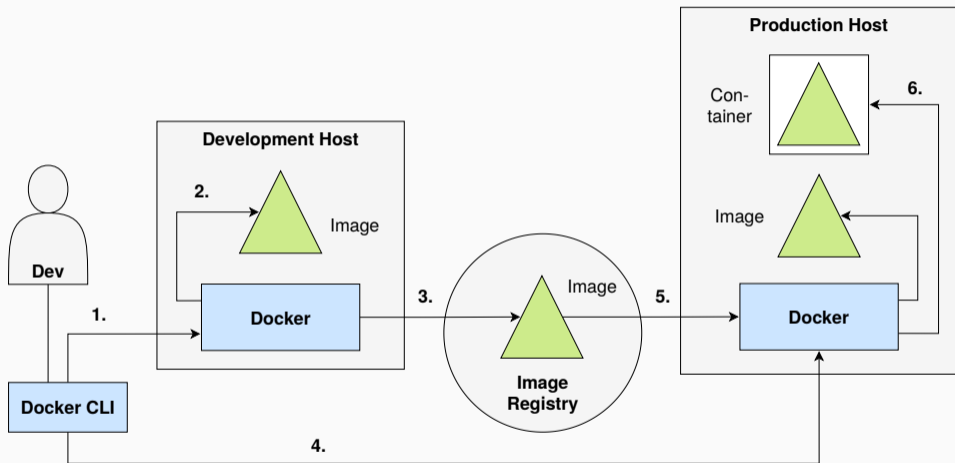 Production Host
6.
Con-
tainer
Development Host
2.
Image
Image
Dev
1.
Docker
3.
Image
5.
Docker
Image
Registry
Docker CLI
4.